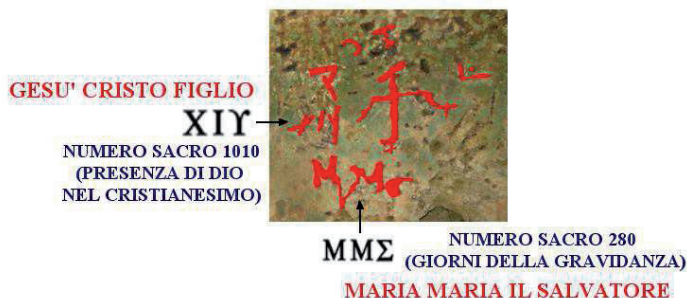 GESU' CRISTO FIGLIO
ΧΙΥ
NUMERO SACRO 1010
(PRESENZA DI DIO
NEL CRISTIANESIMO)
ΜΜΣ
NUMERO SACRO 280
(GIORNI DELLA GRAVIDANZA)
MARIA MARIA IL SALVATORE